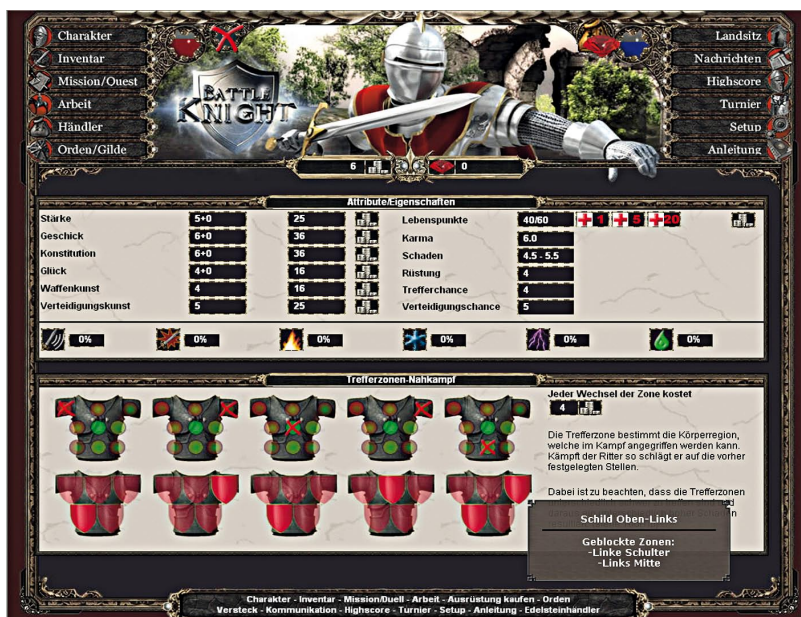 Charakter
Inventar
Mission/Quest
Arbeit
Händler
Orden/Gilde
BATTLE
KNIGHT
Landsitz
Nachrichten
Highscore
Turnier
Setup
Anleitung
6 0
Attribute/Eigenschaften
Stärke 5+0 25 Lebenspunkte 40/60 1 5 20
Geschick 6+0 36 Karma 6.0
Konstitution 6+0 36 Schaden 4.5 - 5.5
Glück 4+0 16 Rüstung 4
Waffenkunst 4 16 Trefferchance 4
Verteidigungskunst 5 25 Verteidigungschance 5
0% 0% 0% 0% 0% 0%
Trefferzonen-Nahkampf
Jeder Wechsel der Zone kostet
4
Die Trefferzone bestimmt die Körperregion,
welche im Kampf angegriffen werden kann.
Kämpft der Ritter so schlägt er auf die vorher
festgelegten Stellen.
Dabei ist zu beachten, dass die Trefferzonen
Schild Oben-Links
Geblockte Zonen:
-Linke Schulter
-Links Mitte
Charakter - Inventar - Mission/Duell - Arbeit - Ausrüstung kaufen - Orden
Versteck - Kommunikation - Highscore - Turnier - Setup - Anleitung - Edelsteinhändler